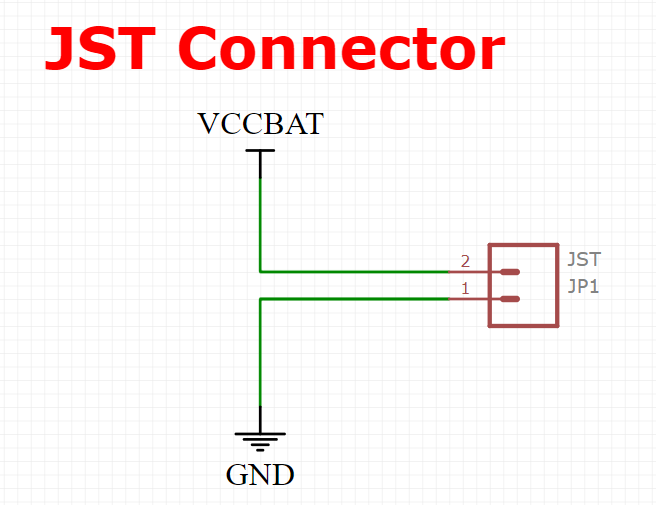 JST Connector
VCCBAT
2
JST
1
JP1
GND